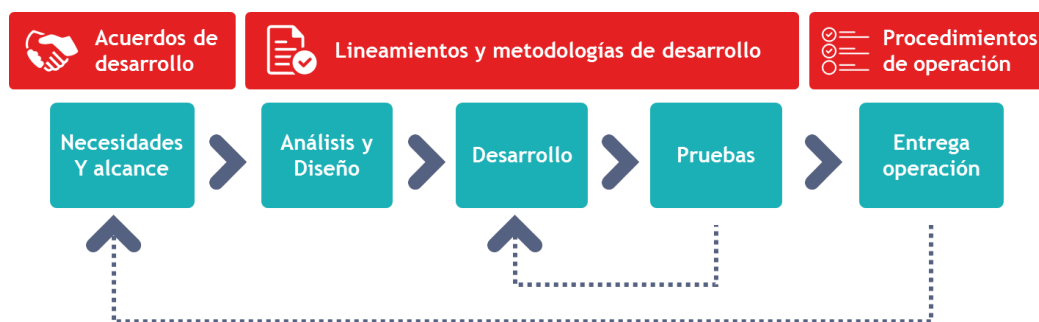 Acuerdos de
desarrollo
Lineamientos y metodologías de desarrollo
Procedimientos
de operación
Necesidades
Y alcance
Análisis y
Diseño
Desarrollo
Pruebas
Entrega
operación